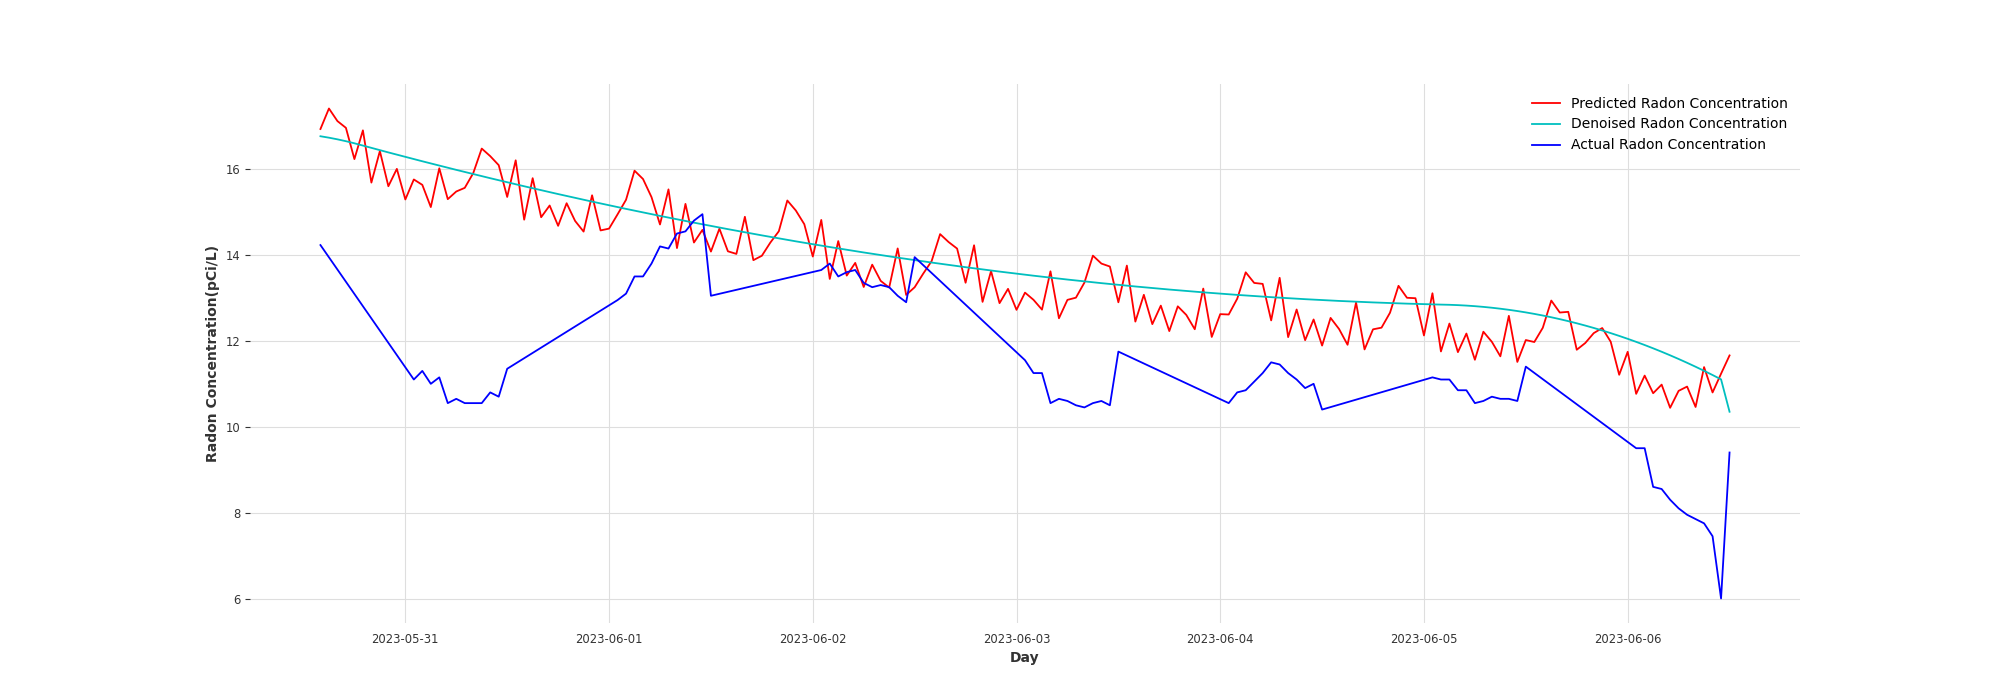 Predicted Radon Concentration
Denoised Radon Concentration
Actual Radon Concentration
Radon Concentration(pCi/L)
16
14
12
10
8
6
2023-05-31
2023-06-01
2023-06-02
2023-06-03
2023-06-04
2023-06-05
2023-06-06
Day